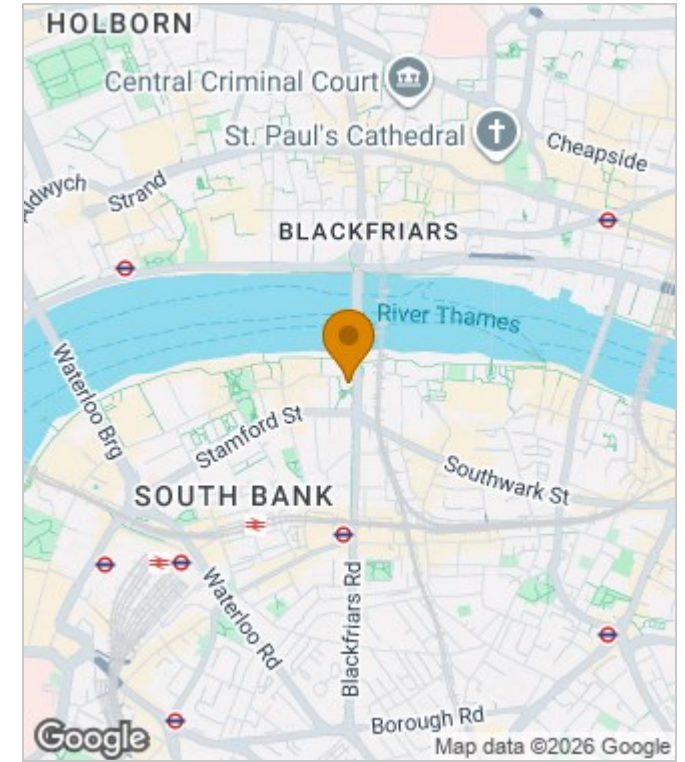 HOLBORN
Central Criminal Court
St. Paul's Cathedral
Cheapside
Aldwych
Strand
BLACKFRIARS
River Thames
Waterloo Brg
Stamford St
Southwark St
SOUTH BANK
Waterloo Rd
Blackfriars Rd
Borough Rd
Google
Map data ©2026 Google